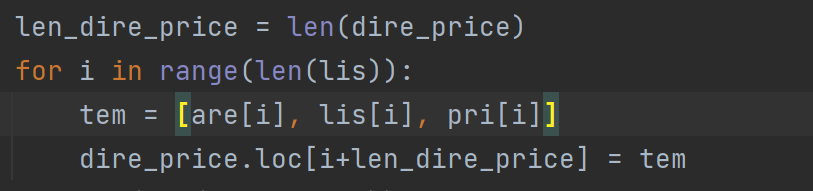 len_dire_price = len(dire_price)
for i in range(len(lis)):
    tem = [are[i], lis[i], pri[i]]
    dire_price.loc[i+len_dire_price] = tem